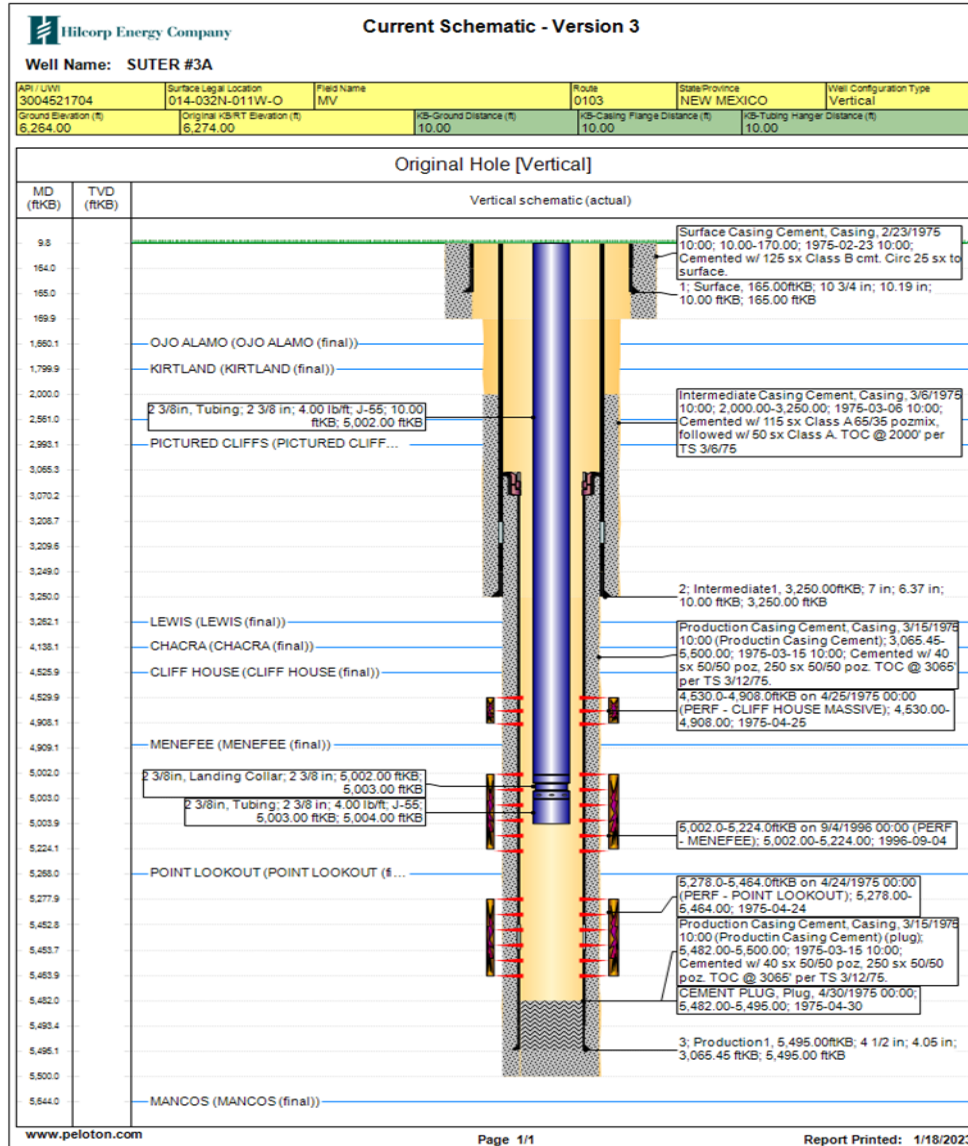 Hilcorp Energy Company
Current Schematic - Version 3
Well Name: SUTER #3A
API / UWI
3004521704
Surface Legal Location
014-032N-011W-O
Field Name
MV
Route
0103
State/Province
NEW MEXICO
Well Configuration Type
Vertical
Ground Elevation (ft)
6,264.00
Original KB/RT Elevation (ft)
6,274.00
KB-Ground Distance (ft)
10.00
KB-Casing Flange Distance (ft)
10.00
KB-Tubing Hanger Distance (ft)
10.00
Original Hole [Vertical]
MD
(ftKB)
TVD
(ftKB)
Vertical schematic (actual)
9.8
164.0
165.0
169.9
1,660.1
1,799.9
2,000.0
2,561.0
2,993.1
3,065.3
3,070.2
3,208.7
3,209.6
3,249.0
3,250.0
3,262.1
4,138.1
4,525.9
4,529.9
4,908.1
4,909.1
5,002.0
5,003.0
5,003.9
5,224.1
5,268.0
5,277.9
5,452.8
5,453.7
5,463.9
5,482.0
5,493.4
5,495.1
5,500.0
5,644.0
OJO ALAMO (OJO ALAMO (final))
KIRTLAND (KIRTLAND (final))
2 3/8in, Tubing; 2 3/8 in; 4.00 lb/ft; J-55; 10.00
ftKB; 5,002.00 ftKB
PICTURED CLIFFS (PICTURED CLIFF...
LEWIS (LEWIS (final))
CHACRA (CHACRA (final))
CLIFF HOUSE (CLIFF HOUSE (final))
MENEFEE (MENEFEE (final))
2 3/8in, Landing Collar; 2 3/8 in; 5,002.00 ftKB;
5,003.00 ftKB
2 3/8in, Tubing; 2 3/8 in; 4.00 lb/ft; J-55;
5,003.00 ftKB; 5,004.00 ftKB
POINT LOOKOUT (POINT LOOKOUT (fi...
MANCOS (MANCOS (final))
Surface Casing Cement, Casing, 2/23/1975
10:00; 10.00-170.00; 1975-02-23 10:00;
Cemented w/ 125 sx Class B cmt. Circ 25 sx to
surface.
1; Surface, 165.00ftKB; 10 3/4 in; 10.19 in;
10.00 ftKB; 165.00 ftKB
Intermediate Casing Cement, Casing, 3/6/1975
10:00; 2,000.00-3,250.00; 1975-03-06 10:00;
Cemented w/ 115 sx Class A 65/35 pozmix,
followed w/ 50 sx Class A. TOC @ 2000' per
TS 3/6/75
2; Intermediate1, 3,250.00ftKB; 7 in; 6.37 in;
10.00 ftKB; 3,250.00 ftKB
Production Casing Cement, Casing, 3/15/1975
10:00 (Productin Casing Cement); 3,065.45-
5,500.00; 1975-03-15 10:00; Cemented w/ 40
sx 50/50 poz, 250 sx 50/50 poz. TOC @ 3065'
per TS 3/12/75.
4,530.0-4,908.0ftKB on 4/25/1975 00:00
(PERF - CLIFF HOUSE MASSIVE); 4,530.00-
4,908.00; 1975-04-25
5,002.0-5,224.0ftKB on 9/4/1996 00:00 (PERF
- MENEFEE); 5,002.00-5,224.00; 1996-09-04
5,278.0-5,464.0ftKB on 4/24/1975 00:00
(PERF - POINT LOOKOUT); 5,278.00-
5,464.00; 1975-04-24
Production Casing Cement, Casing, 3/15/1975
10:00 (Productin Casing Cement) (plug);
5,482.00-5,500.00; 1975-03-15 10:00;
Cemented w/ 40 sx 50/50 poz, 250 sx 50/50
poz. TOC @ 3065' per TS 3/12/75.
CEMENT PLUG, Plug, 4/30/1975 00:00;
5,482.00-5,495.00; 1975-04-30
3; Production1, 5,495.00ftKB; 4 1/2 in; 4.05 in;
3,065.45 ftKB; 5,495.00 ftKB
www.peloton.com
Page 1/1
Report Printed: 1/18/2023